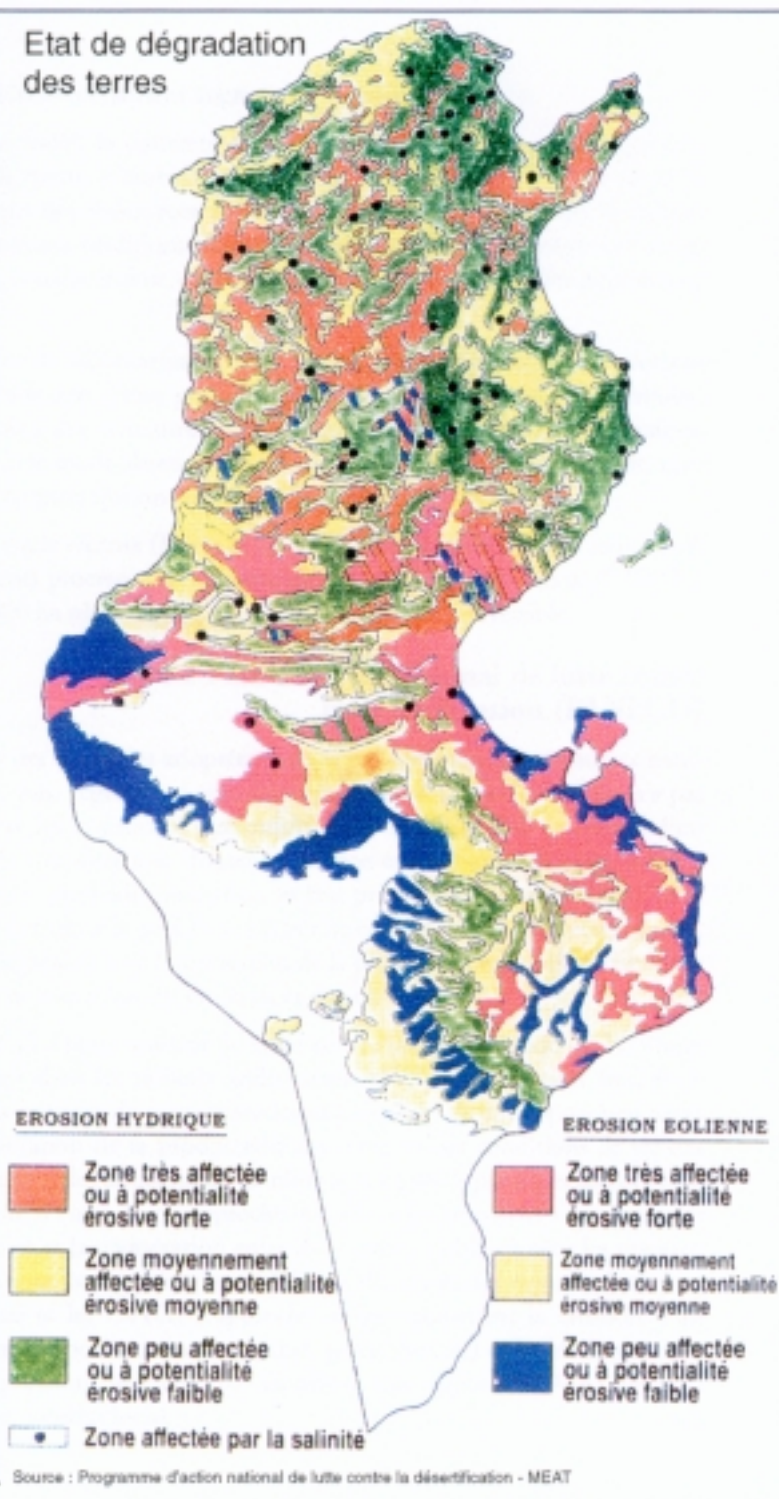 Etat de dégradation
des terres
EROSION HYDRIQUE
Zone très affectée
ou à potentialité
érosive forte
Zone moyennement
affectée ou à potentialité
érosive moyenne
Zone peu affectée
ou à potentialité
érosive faible
Zone affectée par la salinité
EROSION EOLIENNE
Zone très affectée
ou à potentialité
érosive forte
Zone moyennement
affectée ou à potentialité
érosive moyenne
Zone peu affectée
ou à potentialité
érosive faible
Source : Programme d'action national de lutte contre la désertification - MEAT